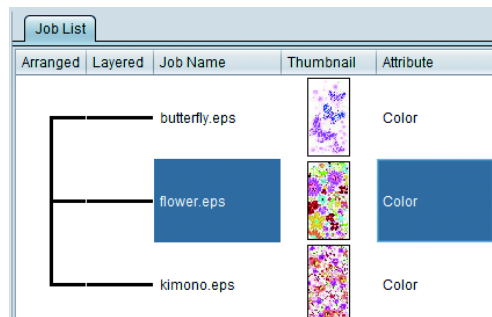 Job List
Arranged Layered Job Name Thumbnail Attribute
butterfly.eps Color
flower.eps Color
kimono.eps Color